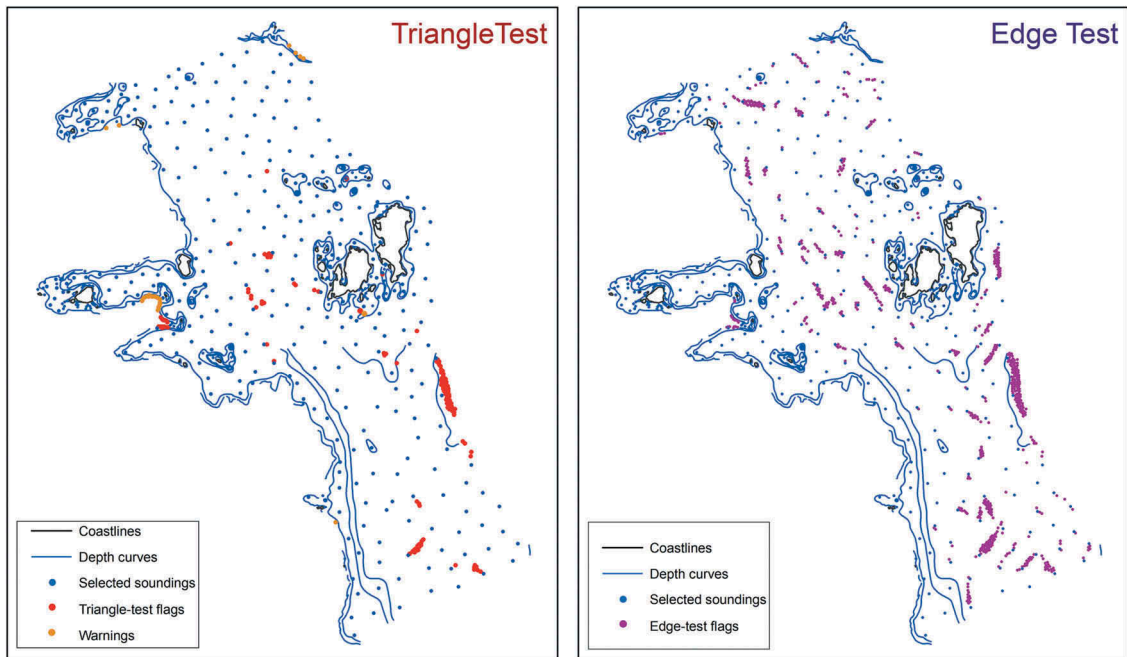 TriangleTest
Coastlines
Depth curves
Selected soundings
Triangle-test flags
Warnings
Edge Test
Coastlines
Depth curves
Selected soundings
Edge-test flags